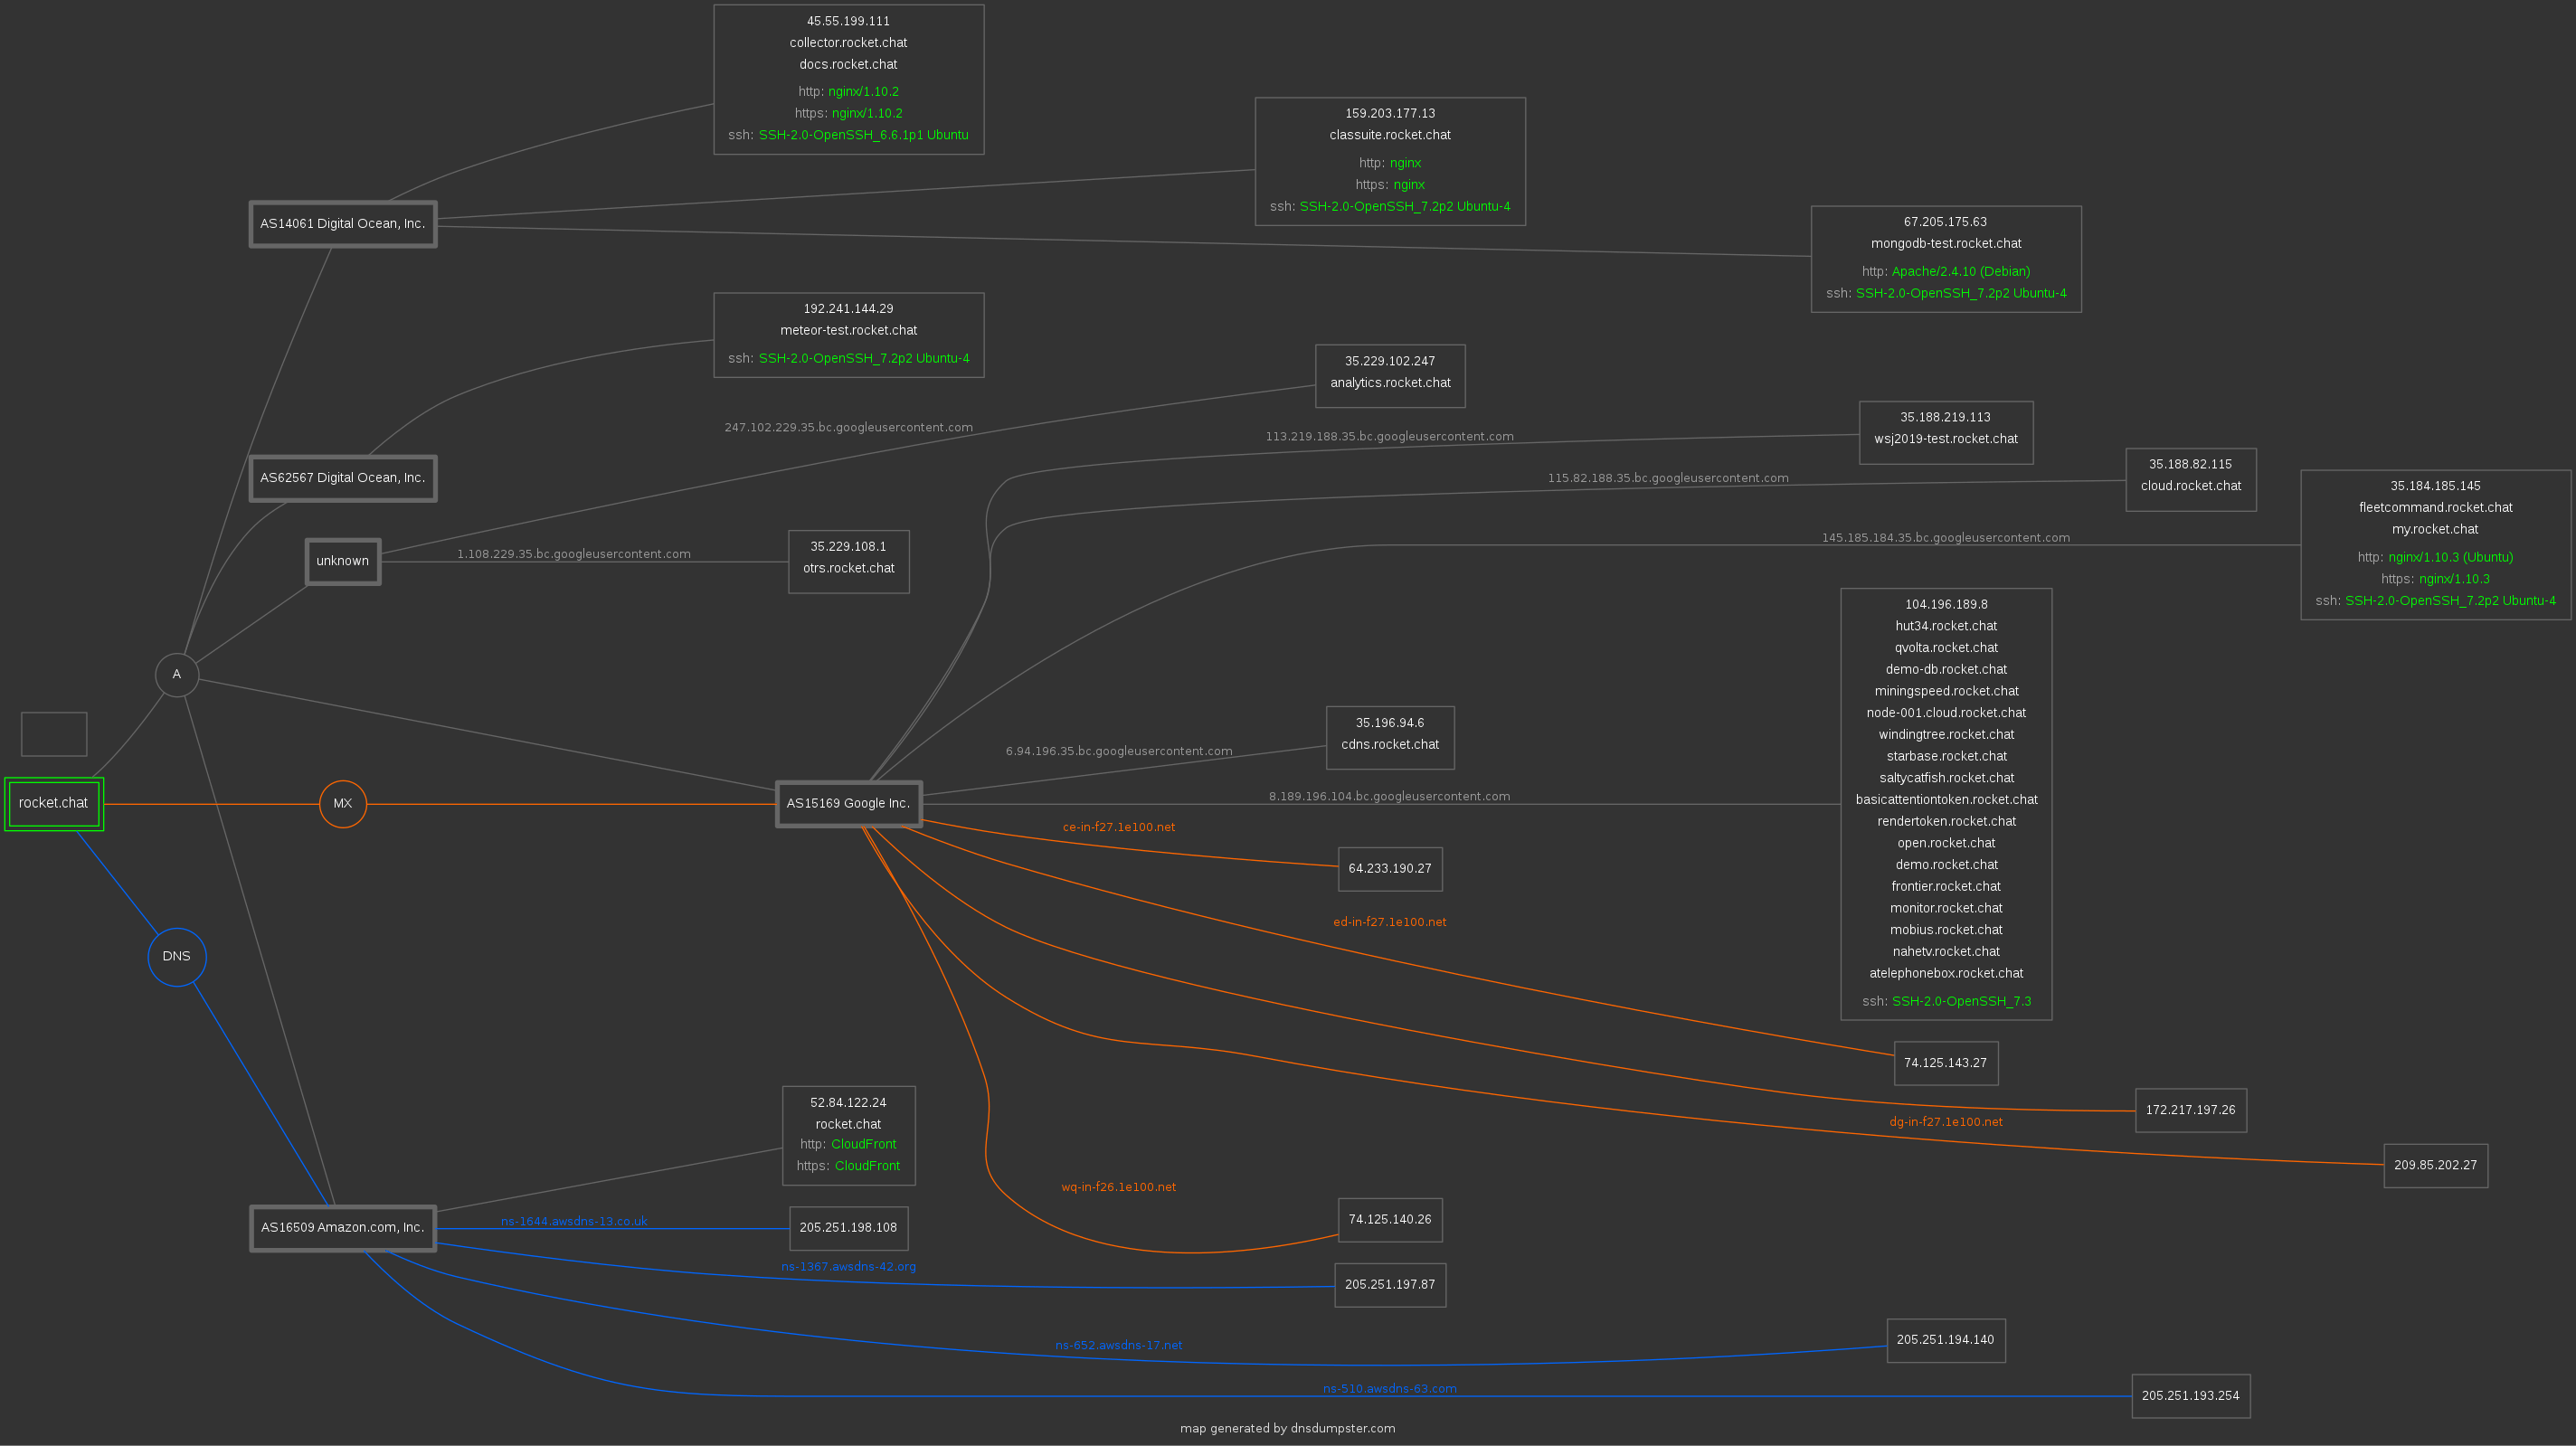 45.55.199.111
collector.rocket.chat
docs.rocket.chat
http: nginx/1.10.2
https: nginx/1.10.2
ssh: SSH-2.0-OpenSSH_6.6.1p1 Ubuntu
159.203.177.13
classuite.rocket.chat
http: nginx
https: nginx
ssh: SSH-2.0-OpenSSH_7.2p2 Ubuntu-4
AS14061 Digital Ocean, Inc.
67.205.175.63
mongodb-test.rocket.chat
http: Apache/2.4.10 (Debian)
ssh: SSH-2.0-OpenSSH_7.2p2 Ubuntu-4
192.241.144.29
meteor-test.rocket.chat
ssh: SSH-2.0-OpenSSH_7.2p2 Ubuntu-4
35.229.102.247
analytics.rocket.chat
247.102.229.35.bc.googleusercontent.com
35.188.219.113
wsj2019-test.rocket.chat
113.219.188.35.bc.googleusercontent.com
35.188.82.115
cloud.rocket.chat
115.82.188.35.bc.googleusercontent.com
AS62567 Digital Ocean, Inc.
35.184.185.145
fleetcommand.rocket.chat
my.rocket.chat
http: nginx/1.10.3 (Ubuntu)
https: nginx/1.10.3
ssh: SSH-2.0-OpenSSH_7.2p2 Ubuntu-4
145.185.184.35.bc.googleusercontent.com
unknown
1.108.229.35.bc.googleusercontent.com
35.229.108.1
otrs.rocket.chat
104.196.189.8
hut34.rocket.chat
qvolta.rocket.chat
demo-db.rocket.chat
miningspeed.rocket.chat
node-001.cloud.rocket.chat
windingtree.rocket.chat
starbase.rocket.chat
saltycatfish.rocket.chat
basicattentiontoken.rocket.chat
rendertoken.rocket.chat
open.rocket.chat
demo.rocket.chat
frontier.rocket.chat
monitor.rocket.chat
mobius.rocket.chat
nahetv.rocket.chat
atelephonebox.rocket.chat
ssh: SSH-2.0-OpenSSH_7.3
A
35.196.94.6
cdns.rocket.chat
6.94.196.35.bc.googleusercontent.com
rocket.chat
MX
AS15169 Google Inc.
8.189.196.104.bc.googleusercontent.com
ce-in-f27.1e100.net
64.233.190.27
ed-in-f27.1e100.net
DNS
74.125.143.27
172.217.197.26
dg-in-f27.1e100.net
209.85.202.27
52.84.122.24
rocket.chat
http: CloudFront
https: CloudFront
wq-in-f26.1e100.net
74.125.140.26
AS16509 Amazon.com, Inc.
ns-1644.awsdns-13.co.uk
205.251.198.108
ns-1367.awsdns-42.org
205.251.197.87
ns-652.awsdns-17.net
205.251.194.140
ns-510.awsdns-63.com
205.251.193.254
map generated by dnsdumpster.com